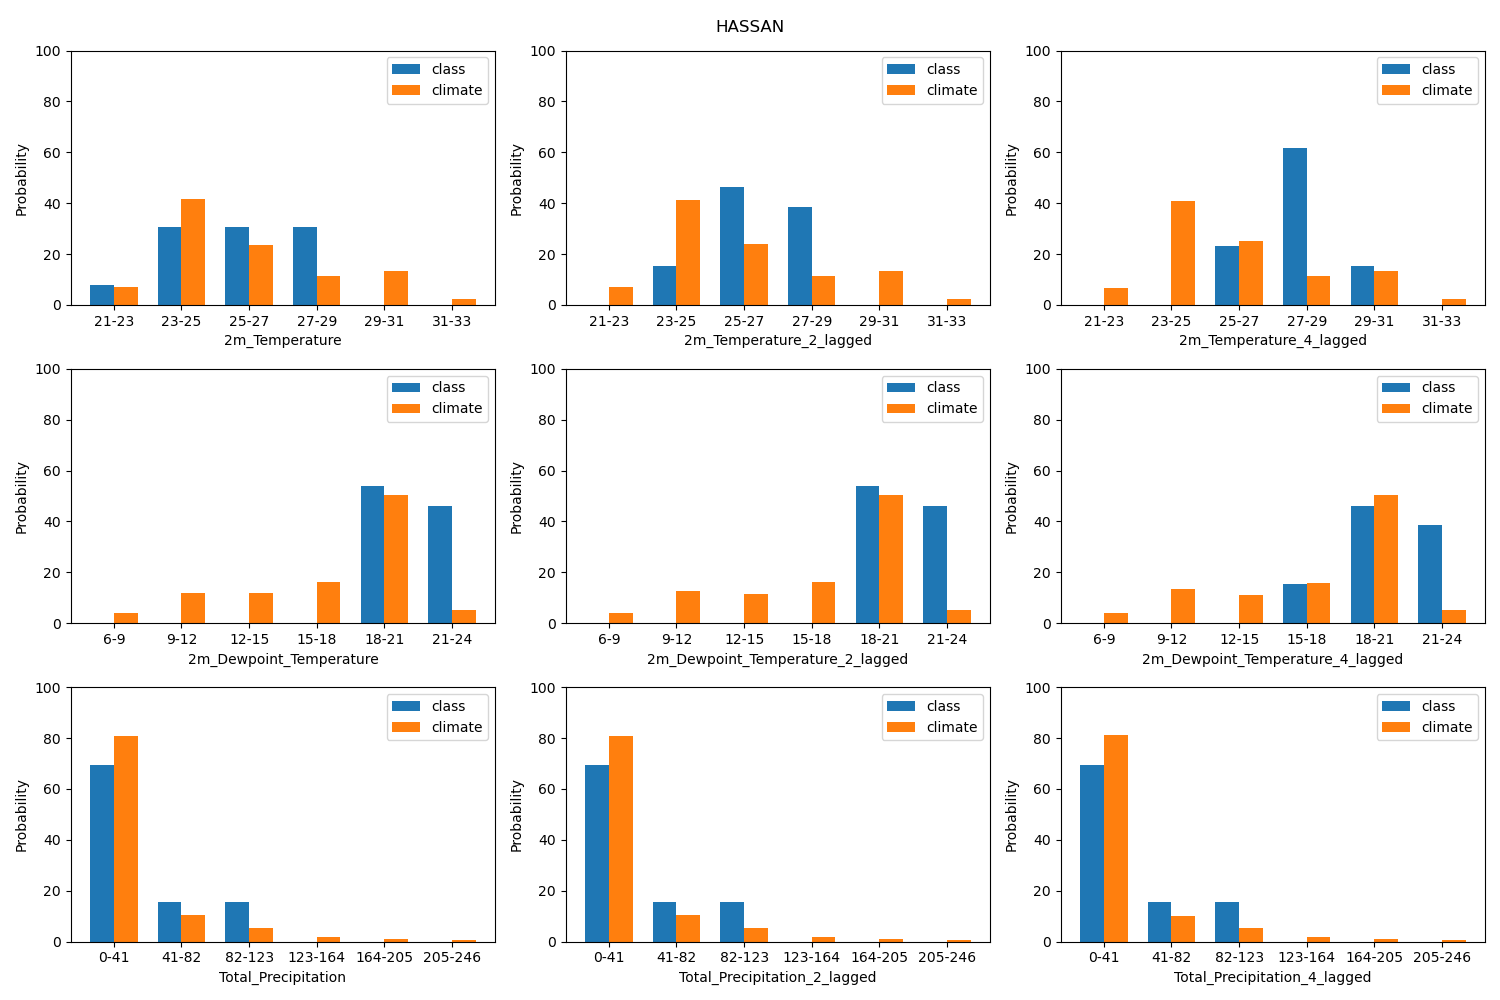 HASSAN
100
80
60
40
20
0
Probability
class
climate
21-23 23-25 25-27 27-29 29-31 31-33
2m_Temperature
100
80
60
40
20
0
Probability
class
climate
21-23 23-25 25-27 27-29 29-31 31-33
2m_Temperature_2_lagged
100
80
60
40
20
0
Probability
class
climate
21-23 23-25 25-27 27-29 29-31 31-33
2m_Temperature_4_lagged
100
80
60
40
20
0
Probability
class
climate
6-9 9-12 12-15 15-18 18-21 21-24
2m_Dewpoint_Temperature
100
80
60
40
20
0
Probability
class
climate
6-9 9-12 12-15 15-18 18-21 21-24
2m_Dewpoint_Temperature_2_lagged
100
80
60
40
20
0
Probability
class
climate
6-9 9-12 12-15 15-18 18-21 21-24
2m_Dewpoint_Temperature_4_lagged
100
80
60
40
20
0
Probability
class
climate
0-41 41-82 82-123 123-164 164-205 205-246
Total_Precipitation
100
80
60
40
20
0
Probability
class
climate
0-41 41-82 82-123 123-164 164-205 205-246
Total_Precipitation_2_lagged
100
80
60
40
20
0
Probability
class
climate
0-41 41-82 82-123 123-164 164-205 205-246
Total_Precipitation_4_lagged